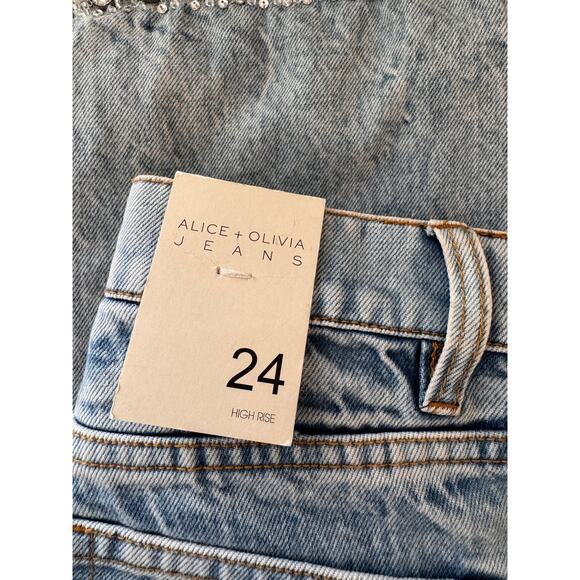 ALICE + OLIVIA
JEANS
24
HIGH RISE